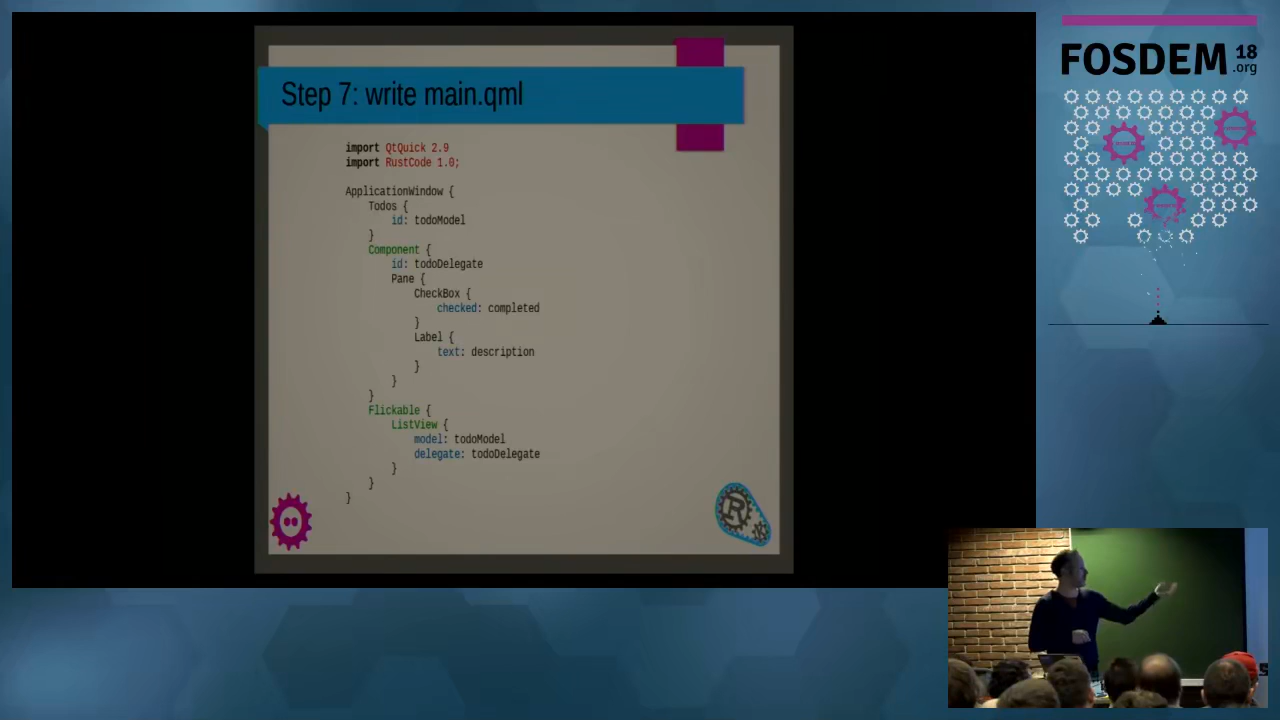 Step 7: write main.qml
import QtQuick 2.9
import RustCode 1.0;
ApplicationWindow {
Todos {
id: todoModel
}
Component {
id: todoDelegate
Pane {
CheckBox {
checked: completed
}
Label {
text: description
}
}
}
Flickable {
ListView {
model: todoModel
delegate: todoDelegate
}
}
}
R
FOSDEM 18
.org